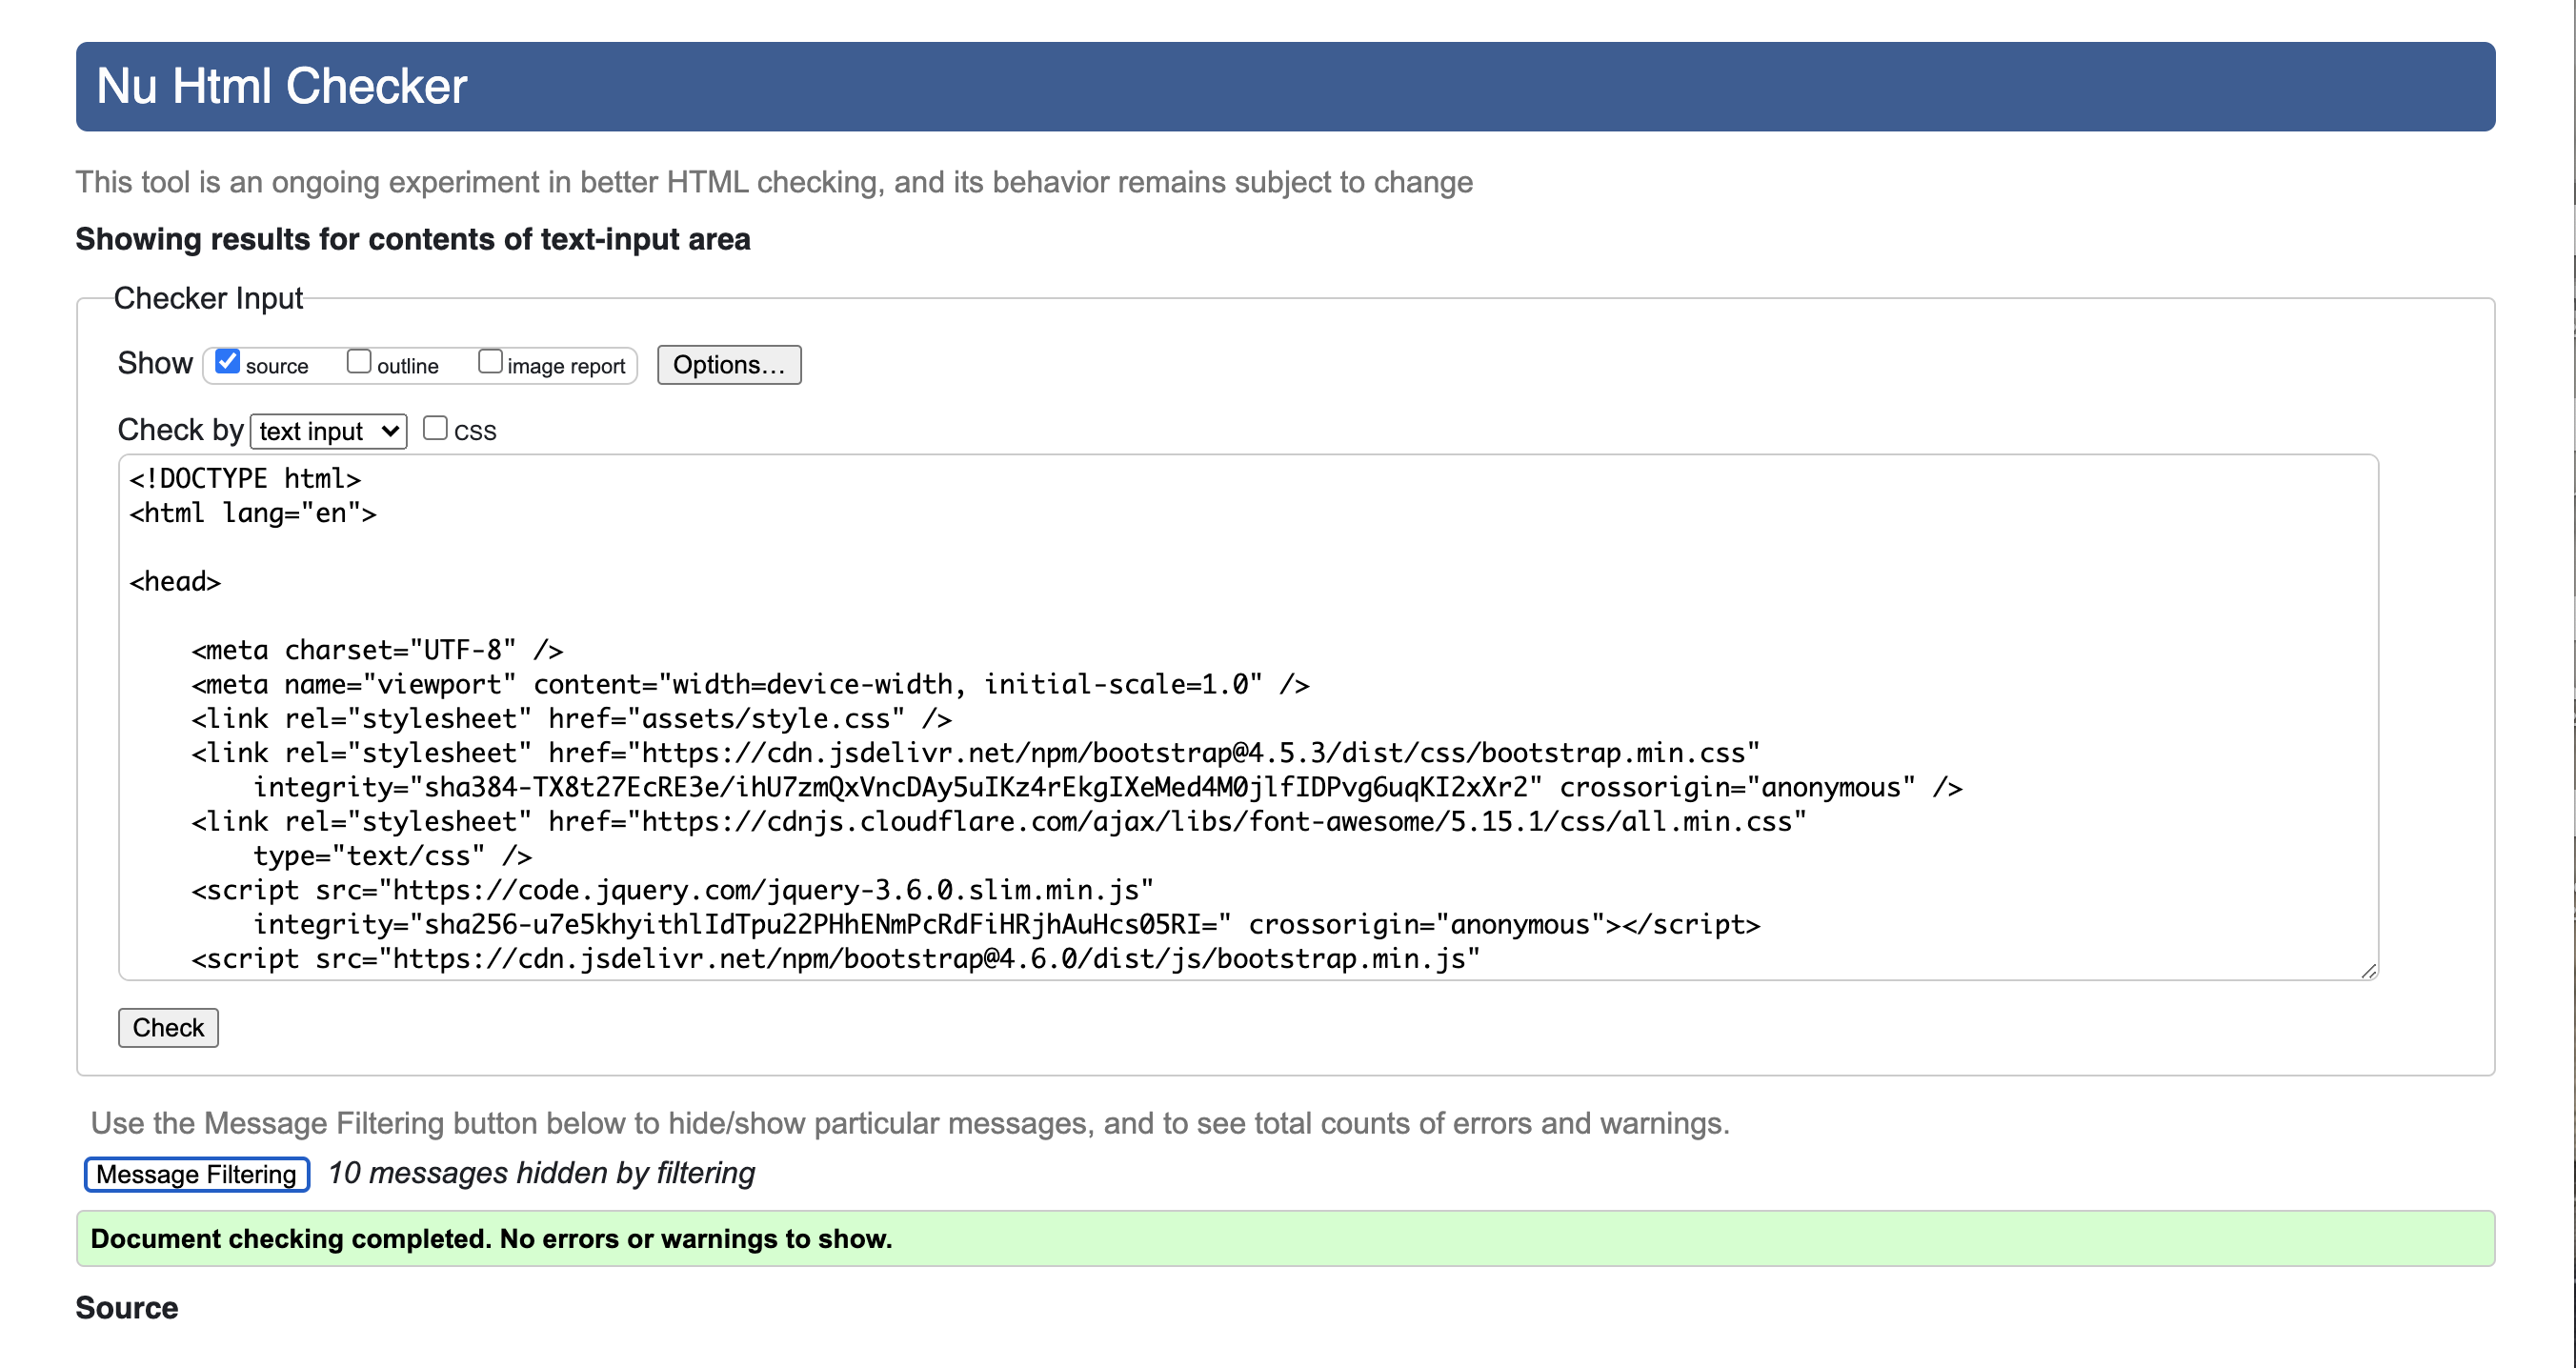 Nu Html Checker
This tool is an ongoing experiment in better HTML checking, and its behavior remains subject to change
Showing results for contents of text-input area
Checker Input
Show source outline image report Options...
Check by text input CSS
<!DOCTYPE html>
<html lang="en">
<head>
<meta charset="UTF-8" />
<meta name="viewport" content="width=device-width, initial-scale=1.0" />
<link rel="stylesheet" href="assets/style.css" />
<link rel="stylesheet" href="https://cdn.jsdelivr.net/npm/bootstrap@4.5.3/dist/css/bootstrap.min.css"
integrity="sha384-TX8t27EcRE3e/ihU7zmQxVncDAy5uIKz4rEkgIXeMed4M0jlfIDPvg6uqKI2xXr2" crossorigin="anonymous" />
<link rel="stylesheet" href="https://cdnjs.cloudflare.com/ajax/libs/font-awesome/5.15.1/css/all.min.css"
type="text/css" />
<script src="https://code.jquery.com/jquery-3.6.0.slim.min.js"
integrity="sha256-u7e5khyithlIdTpu22PHhENmPcRdFiHRjhAuHcs05RI=" crossorigin="anonymous"></script>
<script src="https://cdn.jsdelivr.net/npm/bootstrap@4.6.0/dist/js/bootstrap.min.js"
Check
Use the Message Filtering button below to hide/show particular messages, and to see total counts of errors and warnings.
Message Filtering 10 messages hidden by filtering
Document checking completed. No errors or warnings to show.
Source